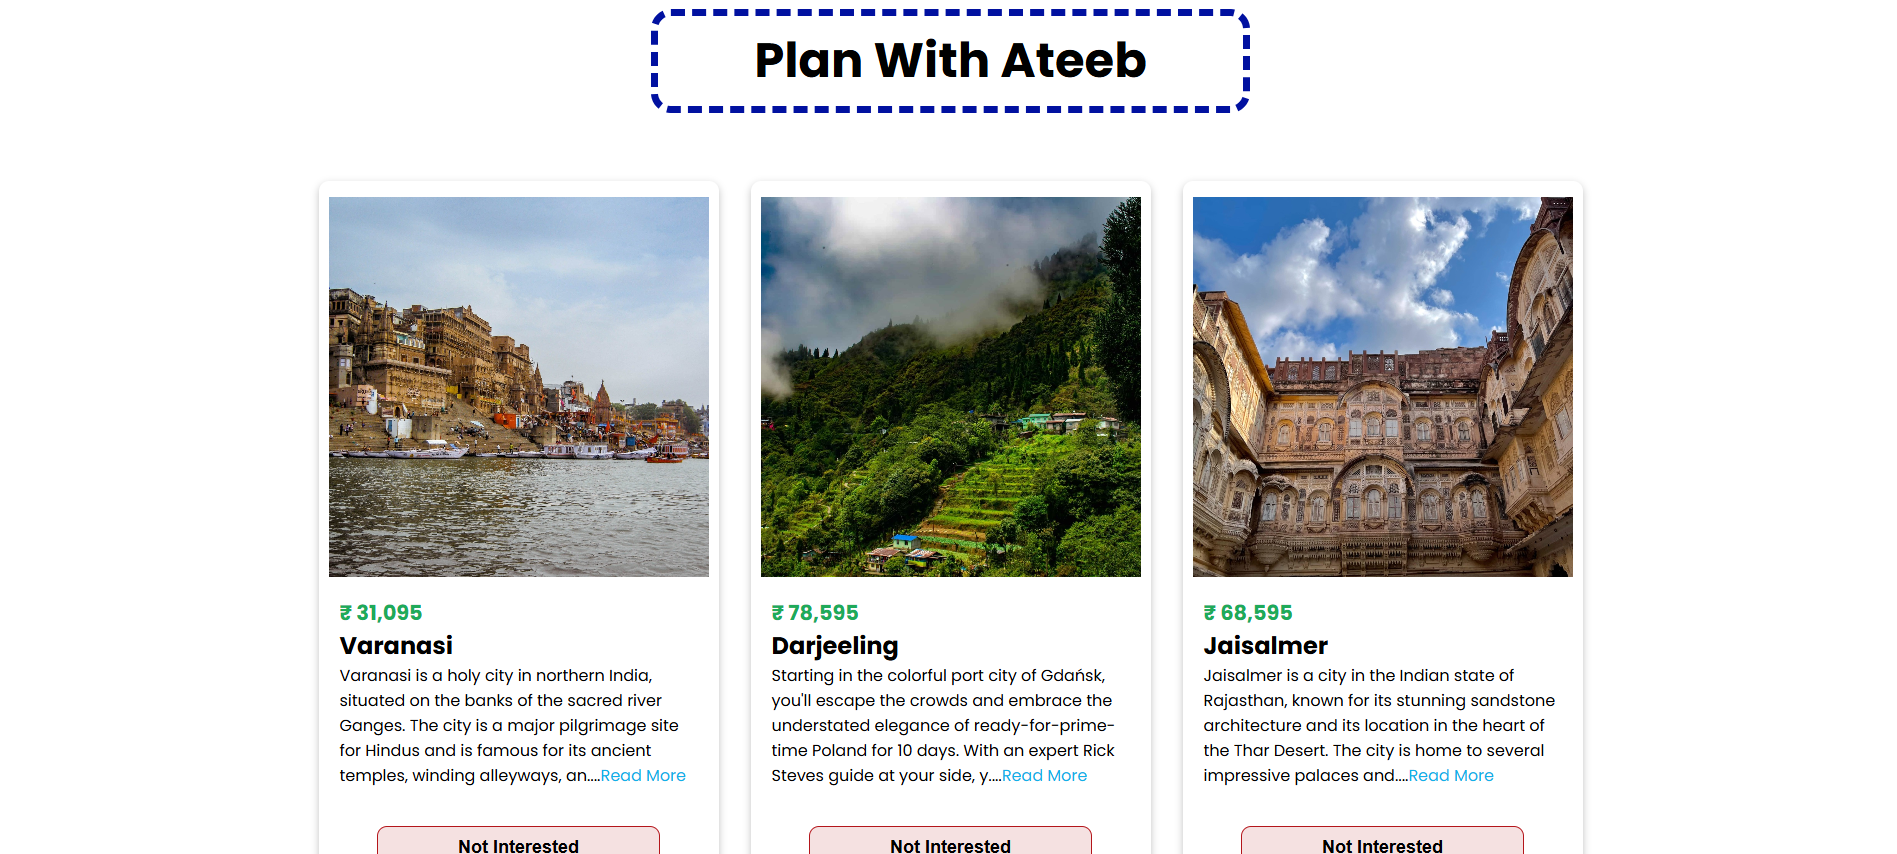 Plan With Ateeb
₹ 31,095
Varanasi
Varanasi is a holy city in northern India,
situated on the banks of the sacred river
Ganges. The city is a major pilgrimage site
for Hindus and is famous for its ancient
temples, winding alleyways, an....Read More
Not Interested
₹ 78,595
Darjeeling
Starting in the colorful port city of Gdańsk,
you'll escape the crowds and embrace the
understated elegance of ready-for-prime-
time Poland for 10 days. With an expert Rick
Steves guide at your side, y....Read More
Not Interested
₹ 68,595
Jaisalmer
Jaisalmer is a city in the Indian state of
Rajasthan, known for its stunning sandstone
architecture and its location in the heart of
the Thar Desert. The city is home to several
impressive palaces and....Read More
Not Interested